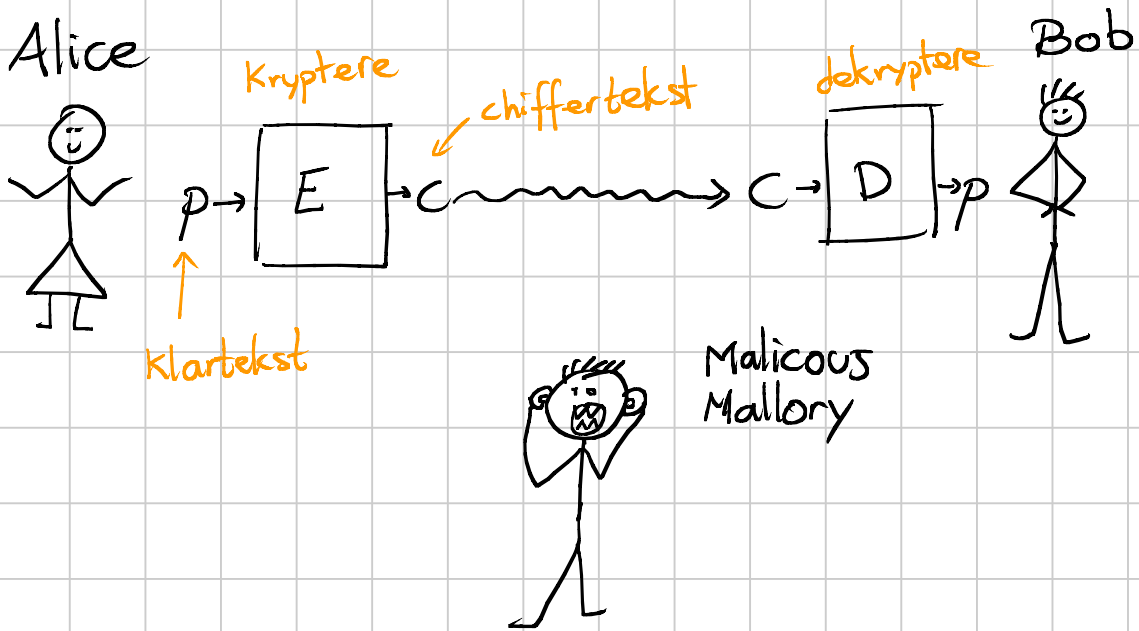 Alice
Bob
Kryptere
dekryptere
chiffertekst
P → E → C
C → D → P
Klartekst
Malicous
Mallory